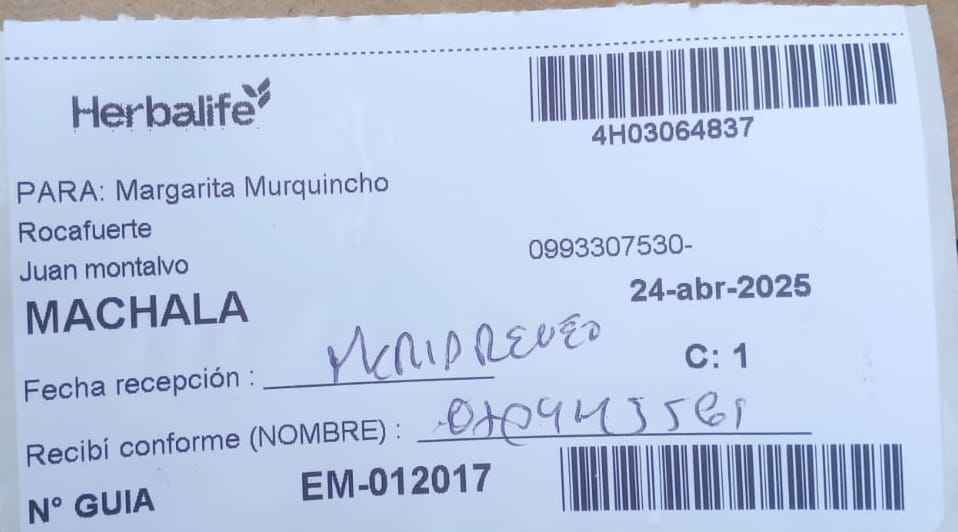 Herbalife
4H03064837
PARA: Margarita Murquincho
Rocafuerte
Juan montalvo
0993307530-
MACHALA
24-abr-2025
Fecha recepción :
C: 1
Recibí conforme (NOMBRE) :
N° GUIA EM-012017